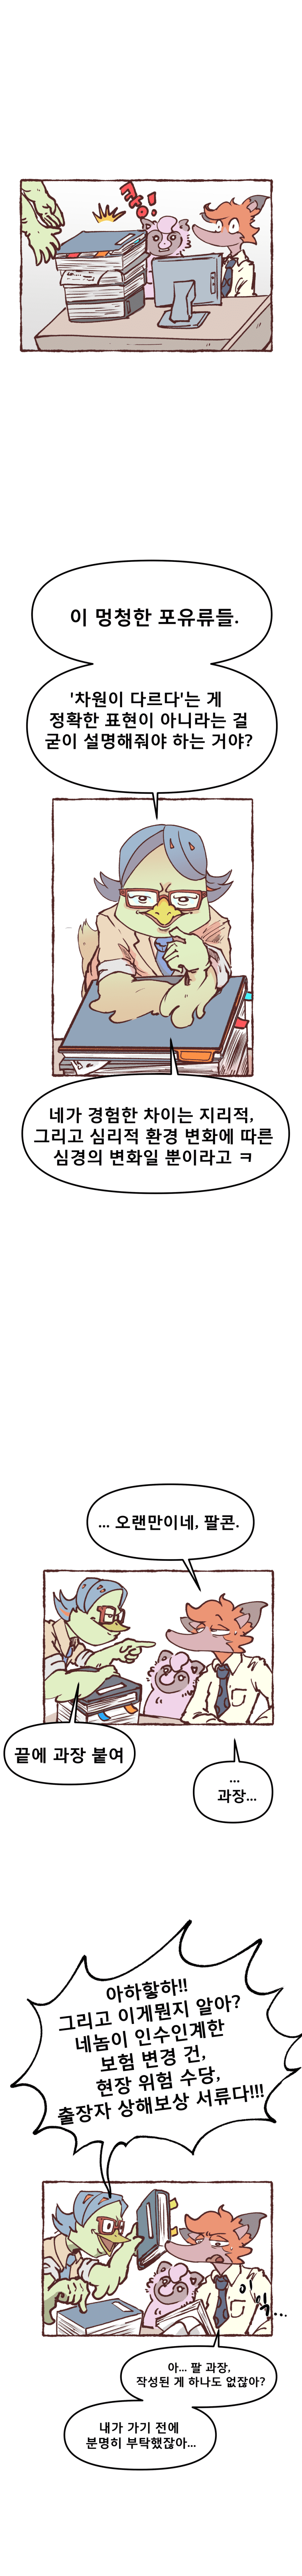 쿵!
이 멍청한 포유류들.
'차원이 다르다'는 게
정확한 표현이 아니라는 걸
굳이 설명해줘야 하는 거야?
네가 경험한 차이는 지리적,
그리고 심리적 환경 변화에 따른
심경의 변화일 뿐이라고 ㅋ
... 오랜만이네, 팔콘.
끝에 과장 붙여
...
과장...
아하핳하!!
그리고 이게뭔지 알아?
네놈이 인수인계한
보험 변경 건,
현장 위험 수당,
출장자 상해보상 서류다!!!
이익...
아... 팔 과장,
작성된 게 하나도 없잖아?
내가 가기 전에
분명히 부탁했잖아...